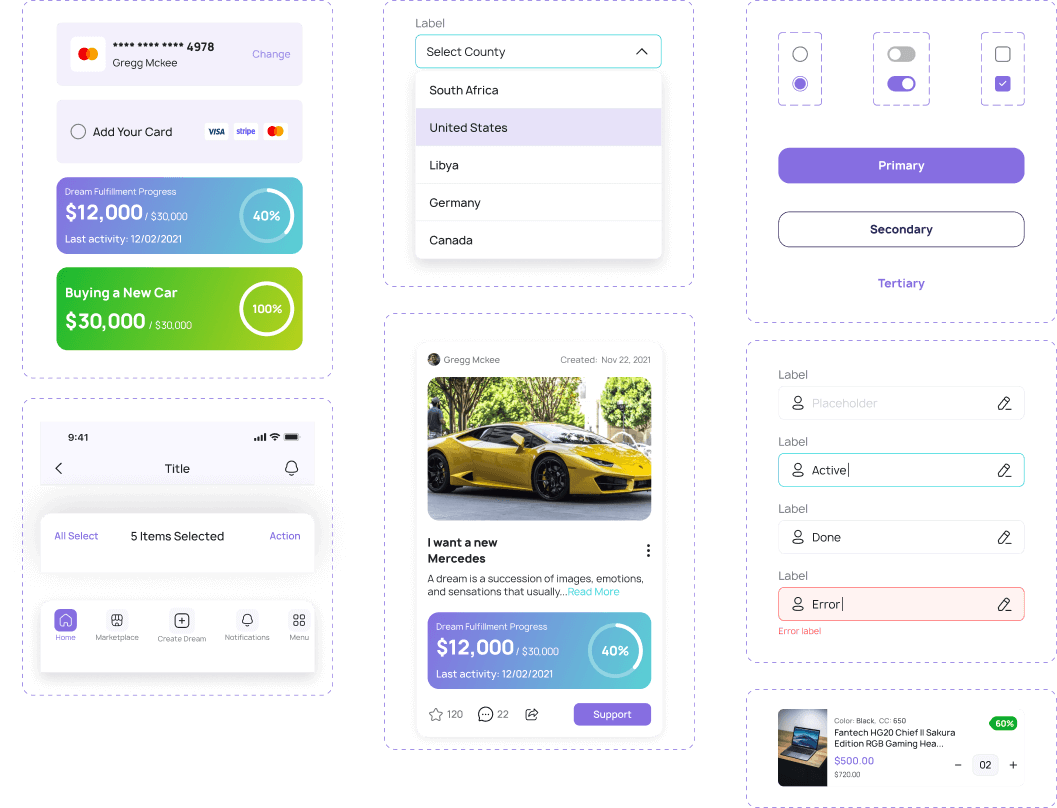 **** **** **** 4978
Gregg Mckee
Change
Add Your Card
VISA
stripe
Dream Fulfillment Progress
$12,000 / $30,000
40%
Last activity: 12/02/2021
Buying a New Car
$30,000 / $30,000
100%
9:41
Title
All Select
5 Items Selected
Action
Home
Marketplace
Create Dream
Notifications
Menu
Label
Select County
South Africa
United States
Libya
Germany
Canada
Gregg Mckee
Created: Nov 22, 2021
I want a new
Mercedes
A dream is a succession of images, emotions,
and sensations that usually...Read More
Dream Fulfillment Progress
$12,000 / $30,000
40%
Last activity: 12/02/2021
120
22
Support
Primary
Secondary
Tertiary
Label
Placeholder
Label
Active
Label
Done
Label
Error
Error label
Color: Black, CC: 650
60%
Fantech HG20 Chief II Sakura
Edition RGB Gaming Hea...
$500.00
$720.00
− 02 +